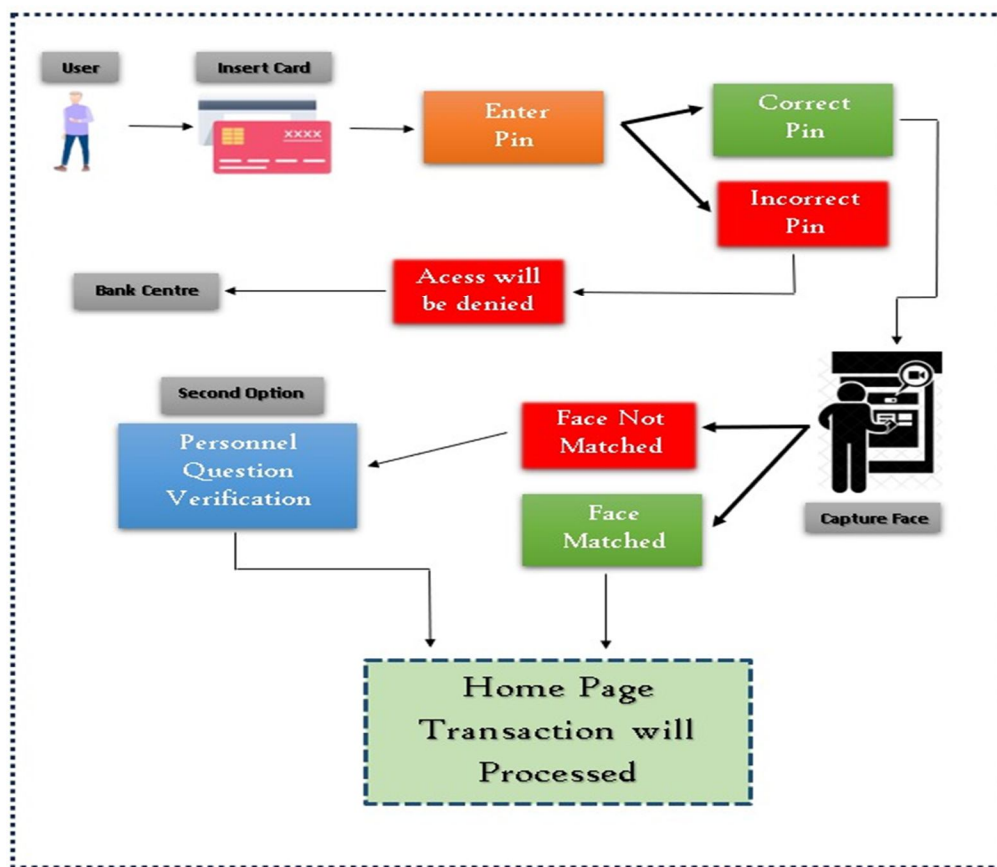 User
Insert Card
XXXX
Enter
Pin
Correct
Pin
Incorrect
Pin
Acess will
be denied
Bank Centre
Second Option
Personnel
Question
Verification
Face Not
Matched
Face
Matched
Capture Face
Home Page
Transaction will
Processed